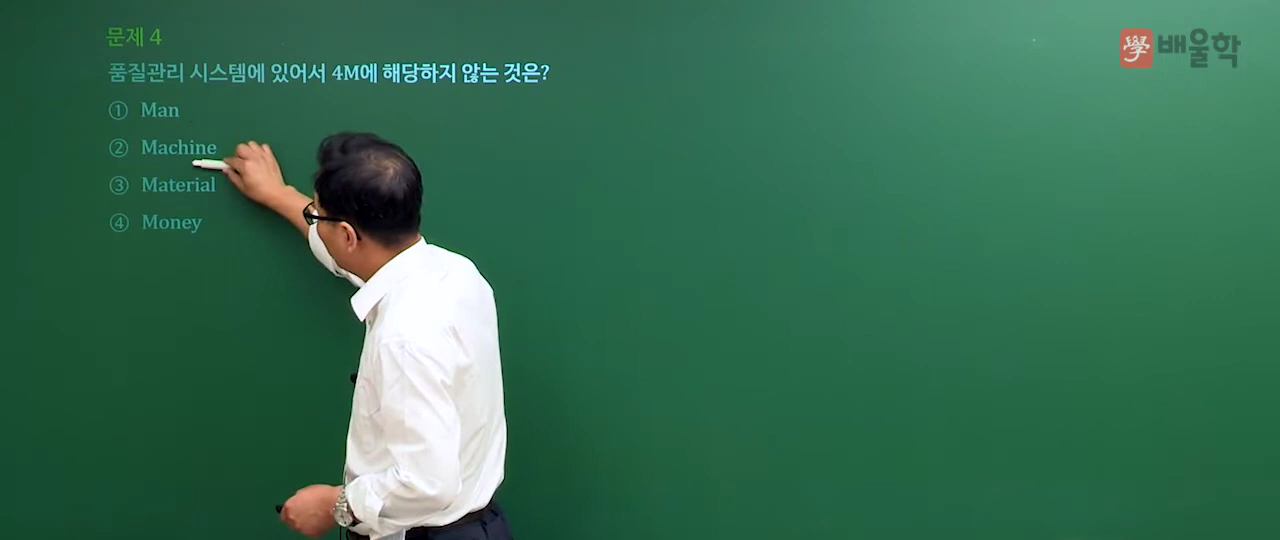 문제 4
품질관리 시스템에 있어서 4M에 해당하지 않는 것은?
① Man
② Machine
③ Material
④ Money
學 배울학